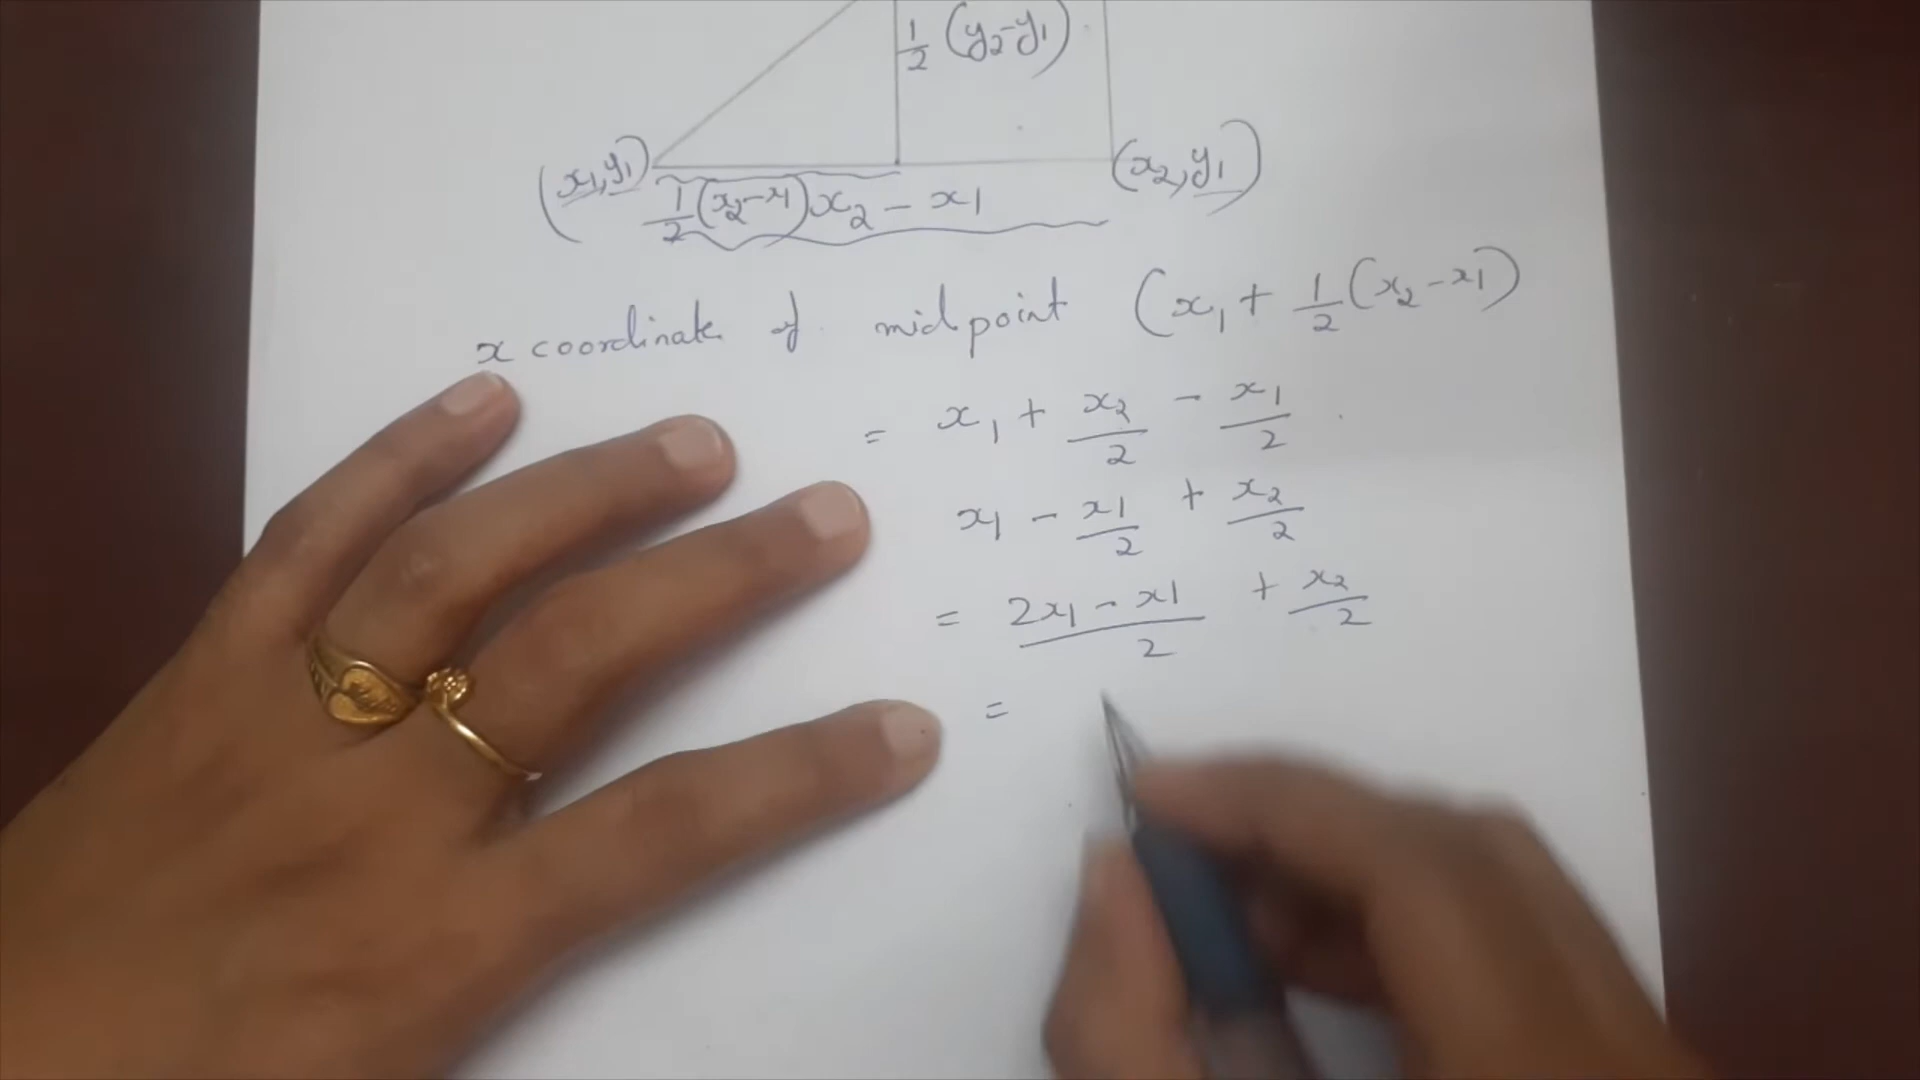 1/2 (y₂-y₁)
(x₁,y₁) (x₂,y₁)
1/2 (x₂-x₁) x₂ - x₁
x coordinate of midpoint (x₁ + 1/2 (x₂-x₁)
= x₁ + x₂/2 - x₁/2
x₁ - x₁/2 + x₂/2
= 2x₁ - x₁/2 + x₂/2
=